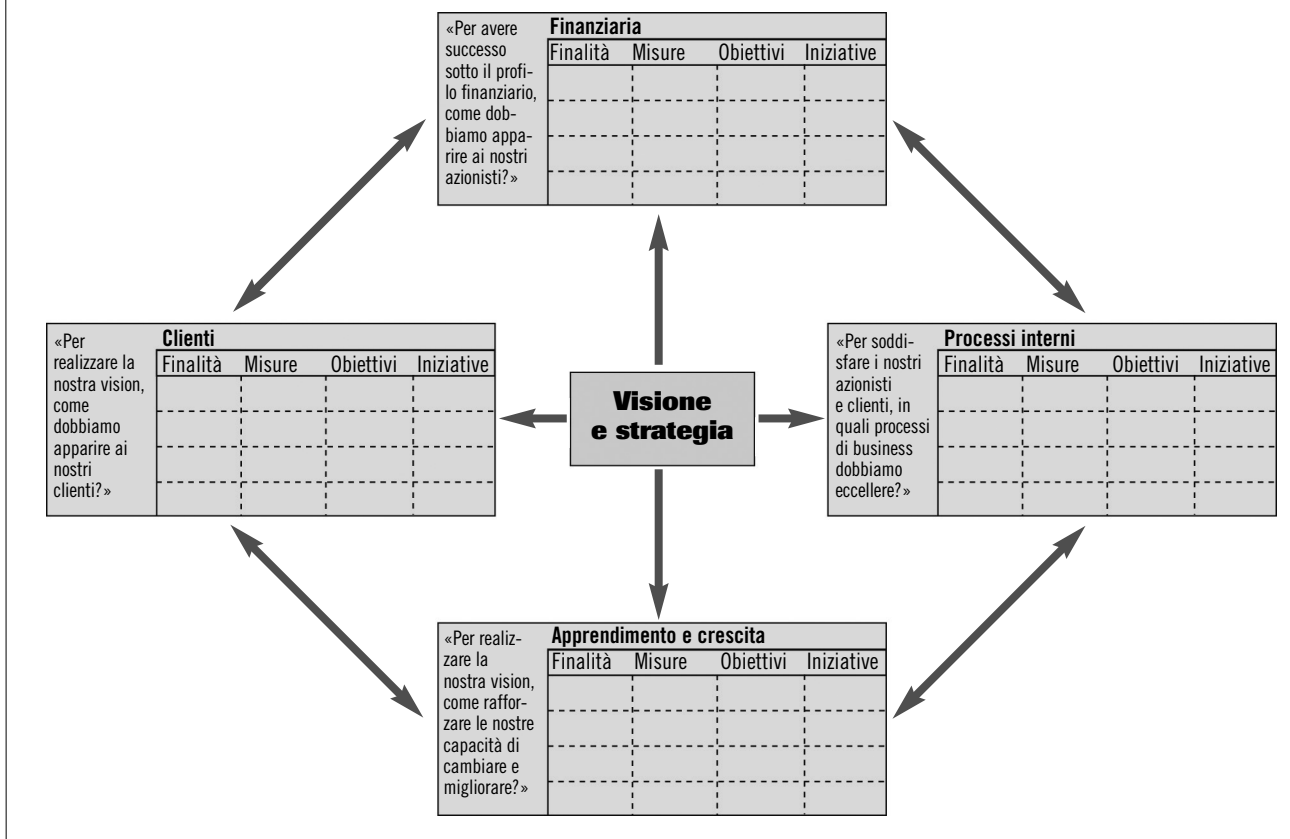 «Per avere
successo
sotto il profi-
lo finanziario,
come dob-
biamo appa-
rire ai nostri
azionisti?»
Finanziaria
Finalità Misure Obiettivi Iniziative
«Per
realizzare la
nostra vision,
come
dobbiamo
apparire ai
nostri
clienti?»
Clienti
Finalità Misure Obiettivi Iniziative
Visione
e strategia
«Per soddi-
sfare i nostri
azionisti
e clienti, in
quali processi
di business
dobbiamo
eccellere?»
Processi interni
Finalità Misure Obiettivi Iniziative
«Per realiz-
zare la
nostra vision,
come raffor-
zare le nostre
capacità di
cambiare e
migliorare?»
Apprendimento e crescita
Finalità Misure Obiettivi Iniziative